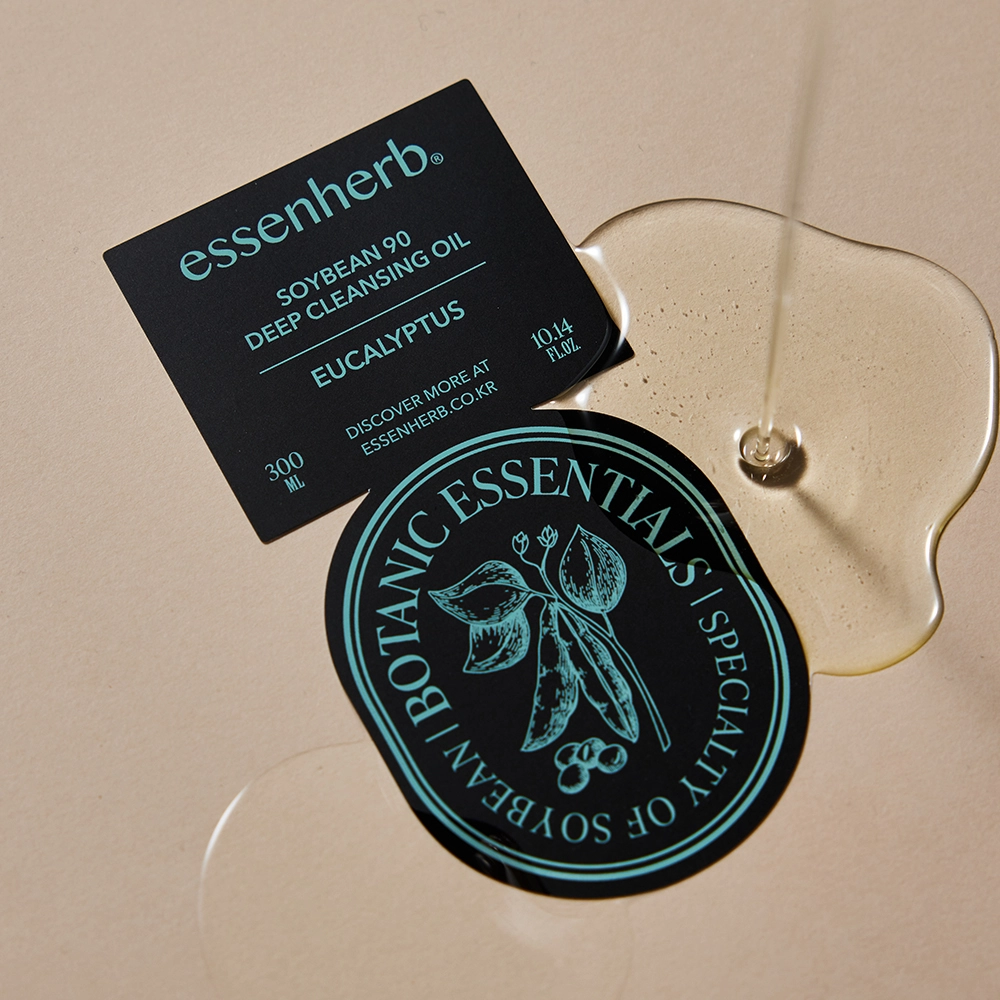 essenherb®
SOYBEAN 90
DEEP CLEANSING OIL
EUCALYPTUS
DISCOVER MORE AT
ESSENHERB.CO.KR
300
ML
10.14
FL.OZ.
BOTANIC ESSENTIALS | SPECIALTY OF SOYBEAN |